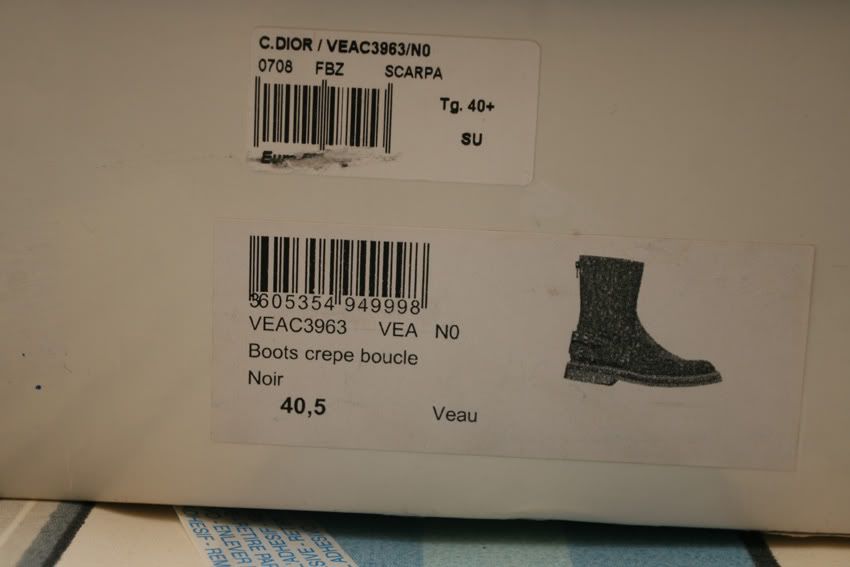 C.DIOR / VEAC3963/N0
0708 FBZ SCARPA
Tg. 40+
SU
3605354 949998
VEAC3963 VEA N0
Boots crepe boucle
Noir
40,5 Veau
ENLEVER